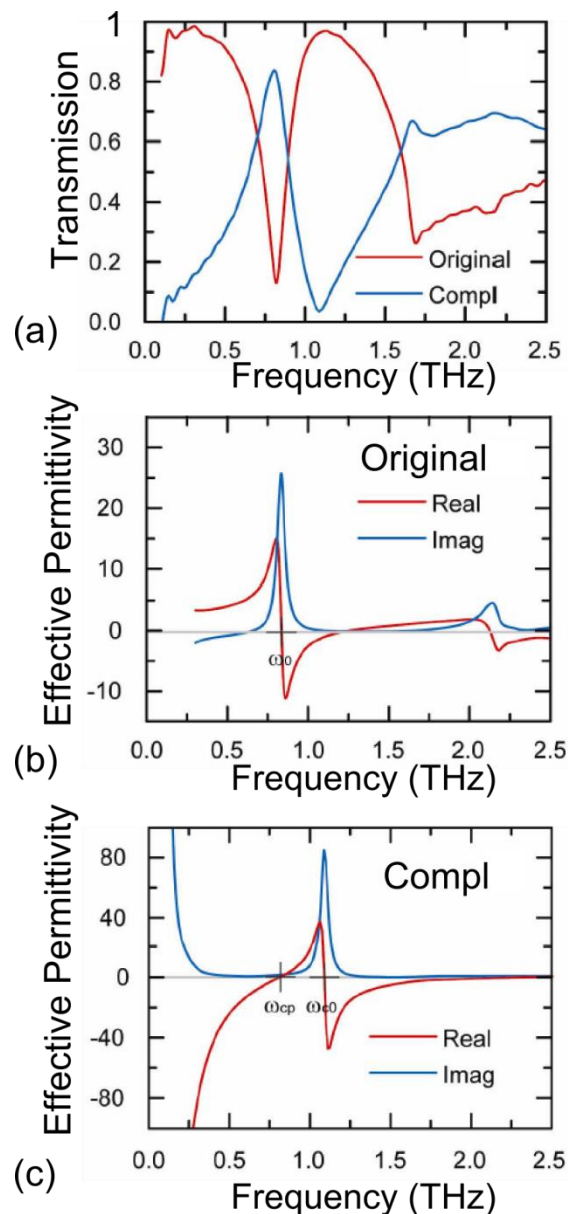 1
0.8
0.6
0.4
0.2
0.0
Transmission
Original
Compl
0.0 0.5 1.0 1.5 2.0 2.5
Frequency (THz)
(a)
30
20
10
0
-10
Effective Permittivity
Original
Real
Imag
ω0
0.0 0.5 1.0 1.5 2.0 2.5
Frequency (THz)
(b)
80
40
0
-40
-80
Effective Permittivity
Compl
ωcp ωc0
Real
Imag
0.0 0.5 1.0 1.5 2.0 2.5
Frequency (THz)
(c)